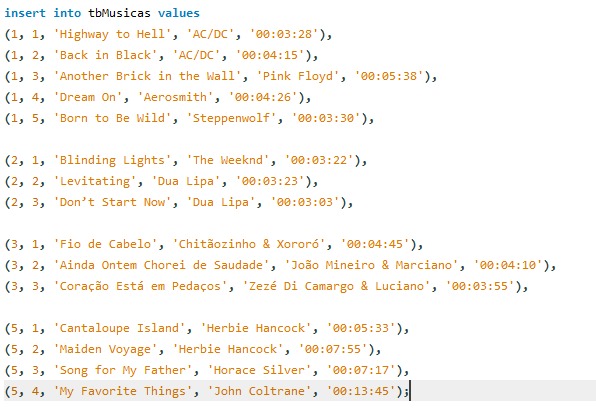 insert into tbMusicas values
(1, 1, 'Highway to Hell', 'AC/DC', '00:03:28'),
(1, 2, 'Back in Black', 'AC/DC', '00:04:15'),
(1, 3, 'Another Brick in the Wall', 'Pink Floyd', '00:05:38'),
(1, 4, 'Dream On', 'Aerosmith', '00:04:26'),
(1, 5, 'Born to Be Wild', 'Steppenwolf', '00:03:30'),
(2, 1, 'Blinding Lights', 'The Weeknd', '00:03:22'),
(2, 2, 'Levitating', 'Dua Lipa', '00:03:23'),
(2, 3, 'Don’t Start Now', 'Dua Lipa', '00:03:03'),
(3, 1, 'Fio de Cabelo', 'Chitãozinho & Xororó', '00:04:45'),
(3, 2, 'Ainda Ontem Chorei de Saudade', 'João Mineiro & Marciano', '00:04:10'),
(3, 3, 'Coração Está em Pedaços', 'Zezé Di Camargo & Luciano', '00:03:55'),
(5, 1, 'Cantaloupe Island', 'Herbie Hancock', '00:05:33'),
(5, 2, 'Maiden Voyage', 'Herbie Hancock', '00:07:55'),
(5, 3, 'Song for My Father', 'Horace Silver', '00:07:17'),
(5, 4, 'My Favorite Things', 'John Coltrane', '00:13:45');